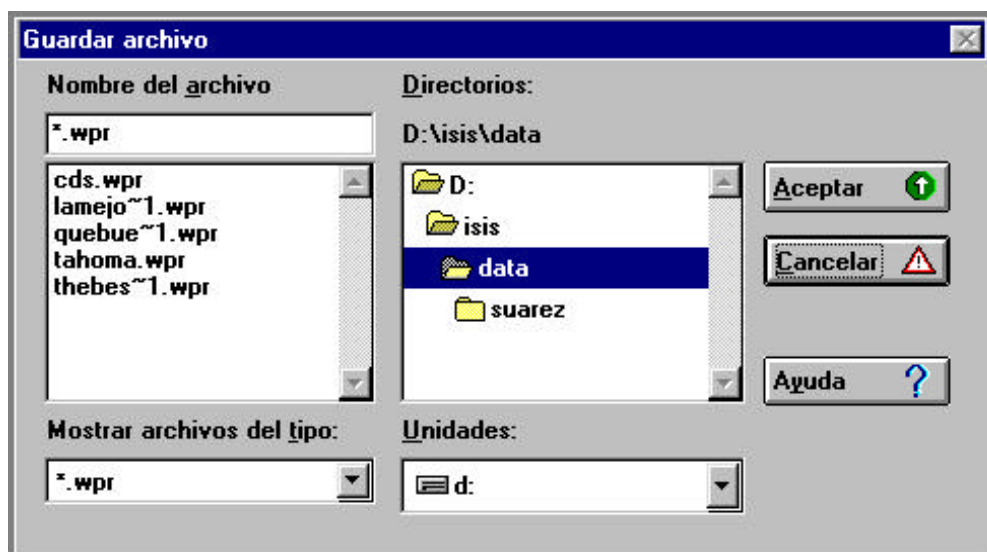 Guardar archivo
Nombre del archivo
*.wpr
cds.wpr
lamejo~1.wpr
quebue~1.wpr
tahoma.wpr
thebes~1.wpr
Mostrar archivos del tipo:
*.wpr
Directorios:
D:\isis\data
D:
isis
data
suarez
Unidades:
d:
Aceptar
Cancelar
Ayuda